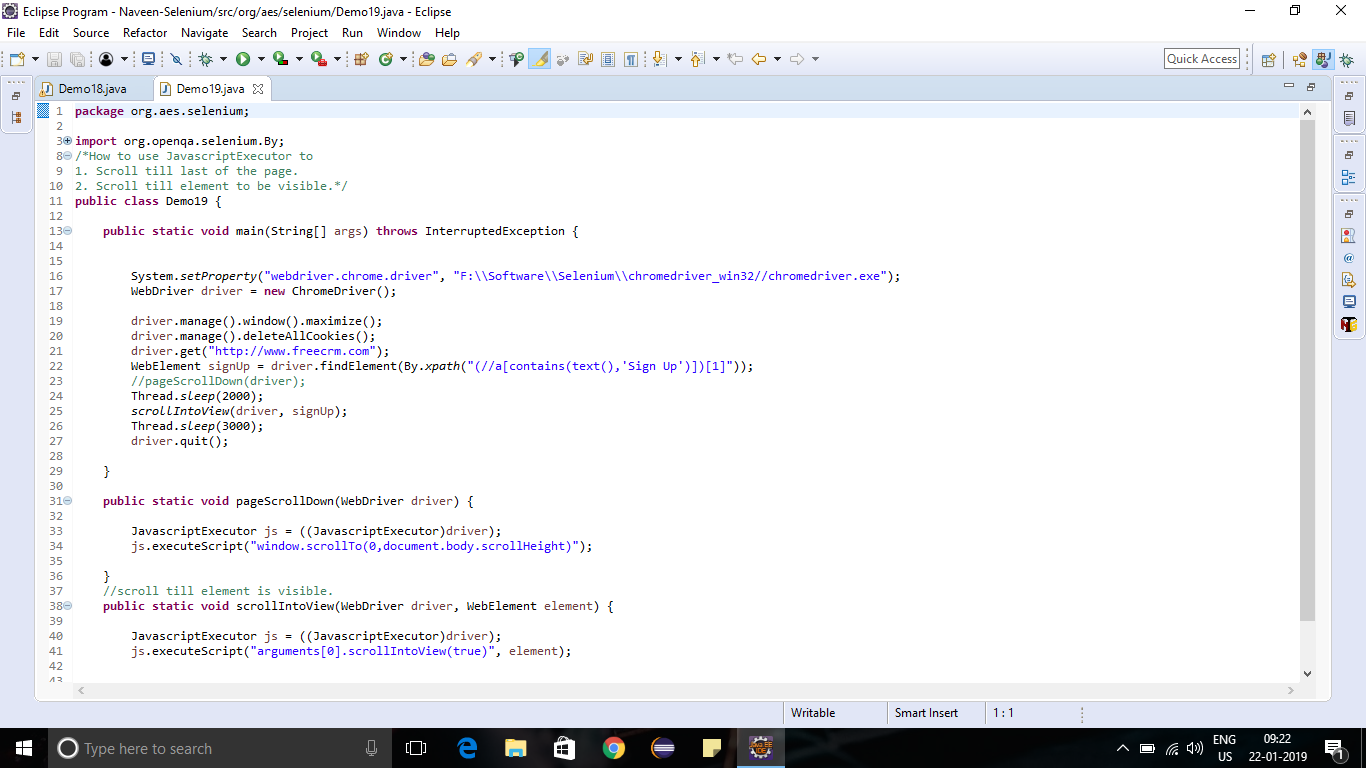 Eclipse Program - Naveen-Selenium/src/org/aes/selenium/Demo19.java - Eclipse
File Edit Source Refactor Navigate Search Project Run Window Help
Quick Access
Demo18.java Demo19.java
1 package org.aes.selenium;
2
3 import org.openqa.selenium.By;
8 /*How to use JavascriptExecutor to
9 1. Scroll till last of the page.
10 2. Scroll till element to be visible.*/
11 public class Demo19 {
12
13 public static void main(String[] args) throws InterruptedException {
14
15
16 System.setProperty("webdriver.chrome.driver", "F:\\Software\\Selenium\\chromedriver_win32//chromedriver.exe");
17 WebDriver driver = new ChromeDriver();
18
19 driver.manage().window().maximize();
20 driver.manage().deleteAllCookies();
21 driver.get("http://www.freecrm.com");
22 WebElement signUp = driver.findElement(By.xpath("(//a[contains(text(),'Sign Up')])[1]"));
23 //pageScrollDown(driver);
24 Thread.sleep(2000);
25 scrollIntoView(driver, signUp);
26 Thread.sleep(3000);
27 driver.quit();
28
29 }
30
31 public static void pageScrollDown(WebDriver driver) {
32
33 JavascriptExecutor js = ((JavascriptExecutor)driver);
34 js.executeScript("window.scrollTo(0,document.body.scrollHeight)");
35
36 }
37 //scroll till element is visible.
38 public static void scrollIntoView(WebDriver driver, WebElement element) {
39
40 JavascriptExecutor js = ((JavascriptExecutor)driver);
41 js.executeScript("arguments[0].scrollIntoView(true)", element);
42
43
Writable Smart Insert 1 : 1
Type here to search
ENG 09:22
US 22-01-2019 1